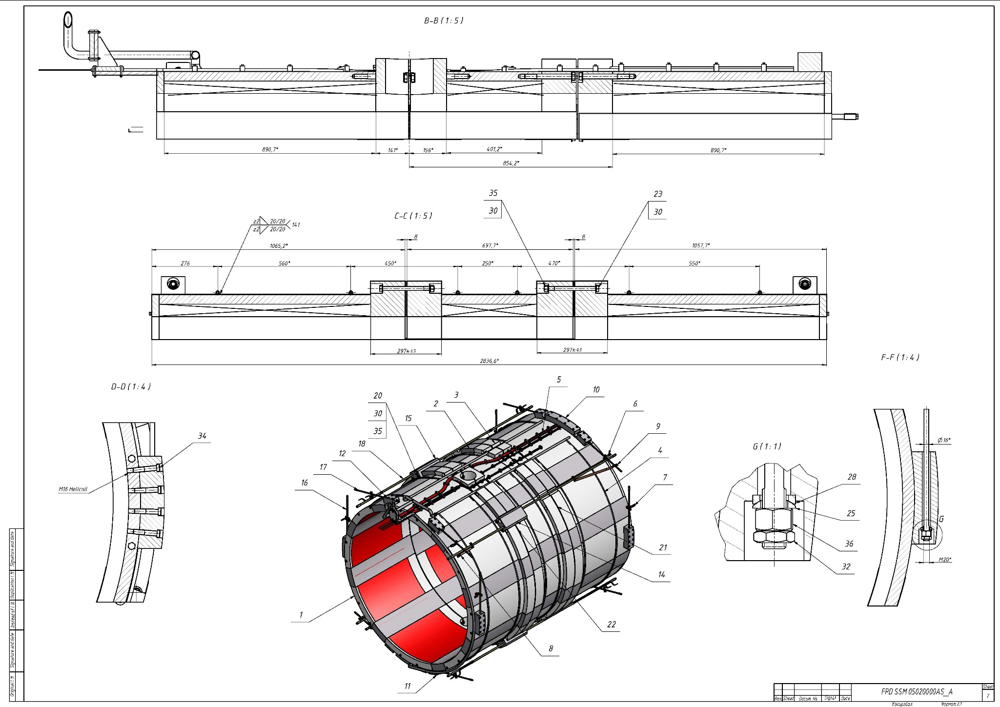 B-B ( 1 : 5 )
890,7*
141*
156*
401,2*
890,7*
854,2*
C-C ( 1 : 5 )
35
30
23
30
z2 20/20
z2 20/20
141
8
8
1065,2*
697,7*
1057,7*
276
560*
450*
250*
470*
550*
297± 0,5
297± 0,5
2836,6*
F-F ( 1 : 4 )
D-D ( 1 : 4 )
34
M16 Helicoil
5
10
3
2
20
30
35
15
18
12
17
16
6
9
4
7
21
14
22
8
1
11
G ( 1 : 1 )
28
25
36
32
Ø16*
G
M20*
Signature and date
Duplication I. N
Instead of I. N
Signature and date
Original I. N
Rev. Sheet Docum. No Signat Date
FPD SSM 05020000AS_A
Sheet
2
Копировал
Формат А1